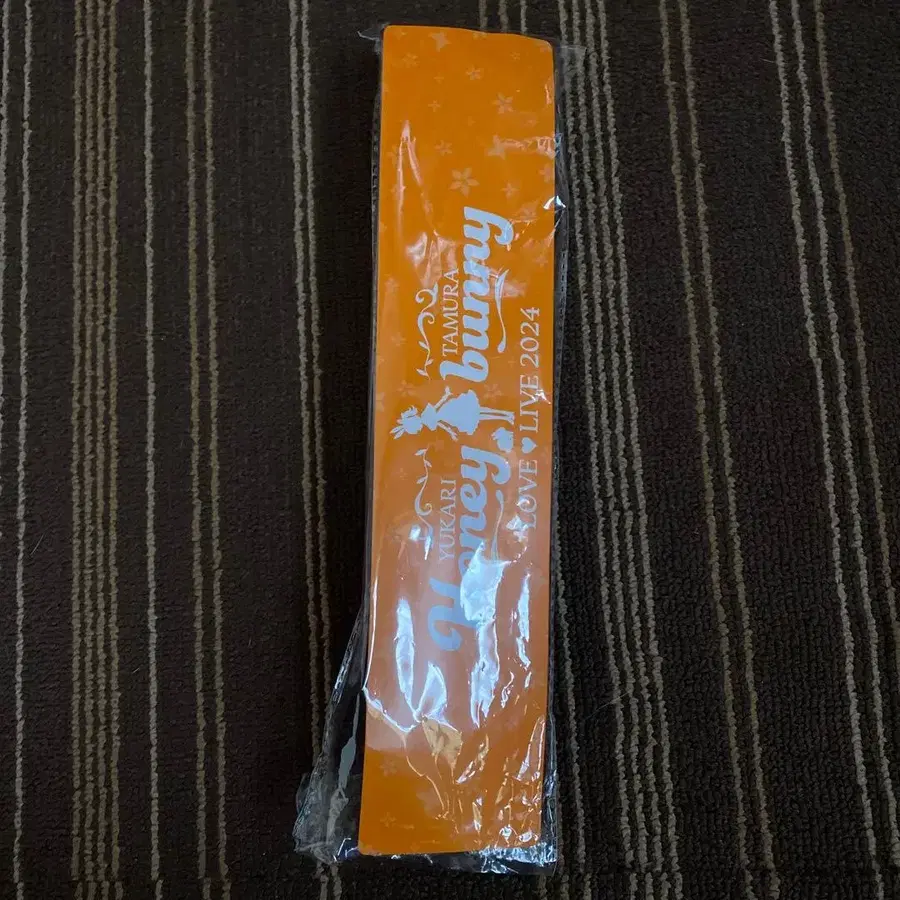 YUKARI TAMURA
Honey bunny
LOVE ♥ LIVE 2024